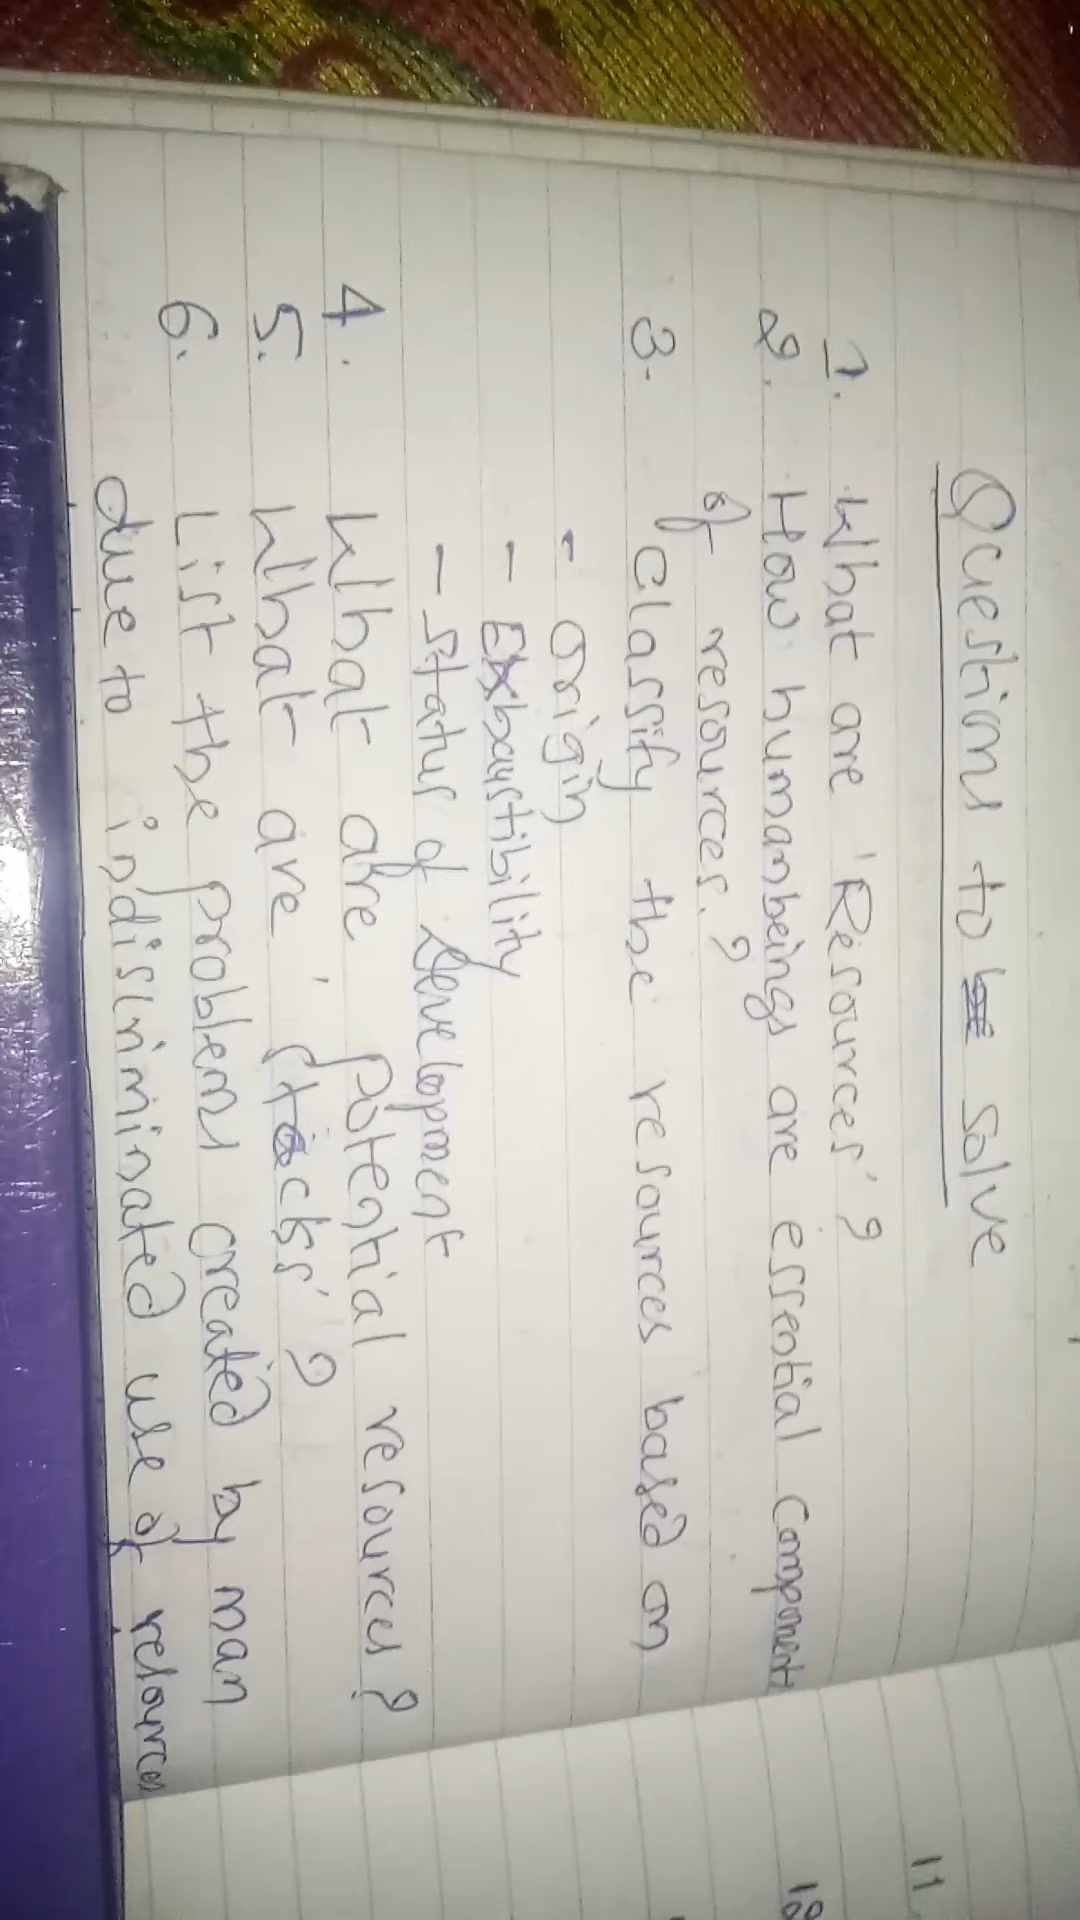 Questions to solve
1. What are 'Resources'?
2. How humanbeings are essential component
of resources.?
3. Classify the resources based on
- origin
- Exhaustibility
- Status of Development
4. What are Potential resources?
5. What are 'stocks'?
6. List the problems created by man
due to indiscriminated use of resources
11